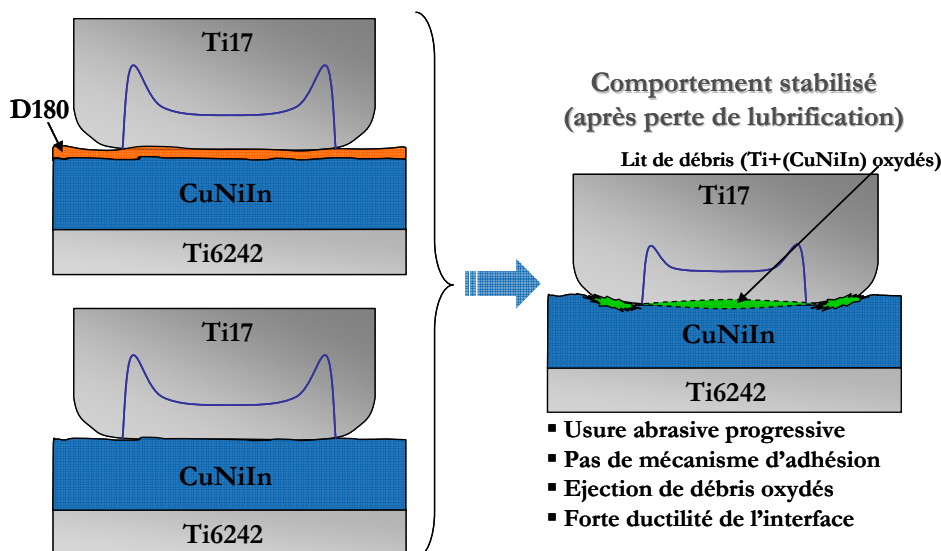 Ti17
D180
CuNiIn
Ti6242
Ti17
CuNiIn
Ti6242
Comportement stabilisé
(après perte de lubrification)
Lit de débris (Ti+(CuNiIn) oxydés)
Ti17
CuNiIn
Ti6242
▪ Usure abrasive progressive
▪ Pas de mécanisme d'adhésion
▪ Ejection de débris oxydés
▪ Forte ductilité de l'interface